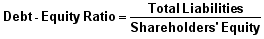 Debt - Equity Ratio = Total Liabilities
Shareholders' Equity